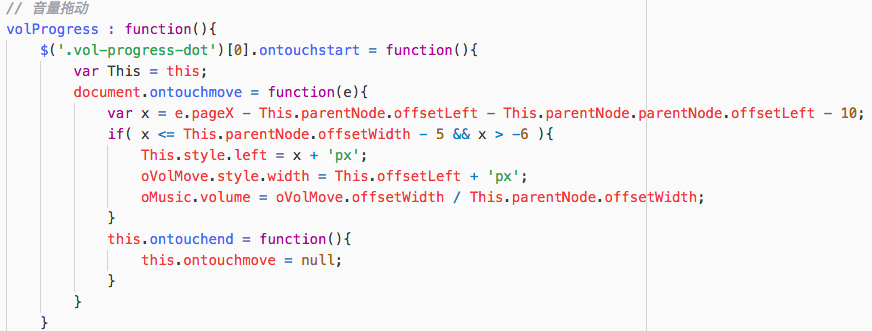 // 音量拖动
volProgress : function(){
    $('.vol-progress-dot')[0].ontouchstart = function(){
        var This = this;
        document.ontouchmove = function(e){
            var x = e.pageX - This.parentNode.offsetLeft - This.parentNode.parentNode.offsetLeft - 10;
            if( x <= This.parentNode.offsetWidth - 5 && x > -6 ){
                This.style.left = x + 'px';
                oVolMove.style.width = This.offsetLeft + 'px';
                oMusic.volume = oVolMove.offsetWidth / This.parentNode.offsetWidth;
            }
            this.ontouchend = function(){
                this.ontouchmove = null;
            }
        }
    }